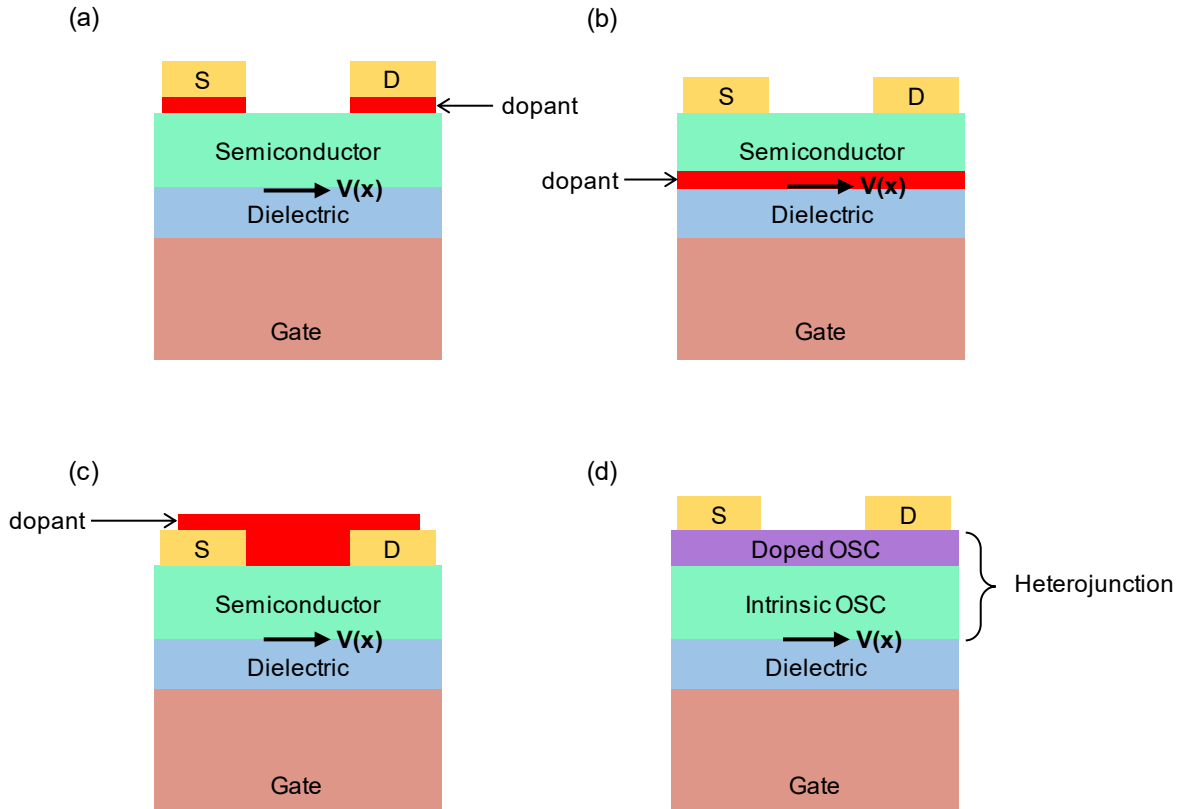 (a)
S
D
dopant
Semiconductor
V(x)
Dielectric
Gate
(b)
S
D
Semiconductor
dopant
V(x)
Dielectric
Gate
(c)
dopant
S
D
Semiconductor
V(x)
Dielectric
Gate
(d)
S
D
Doped OSC
Heterojunction
Intrinsic OSC
V(x)
Dielectric
Gate